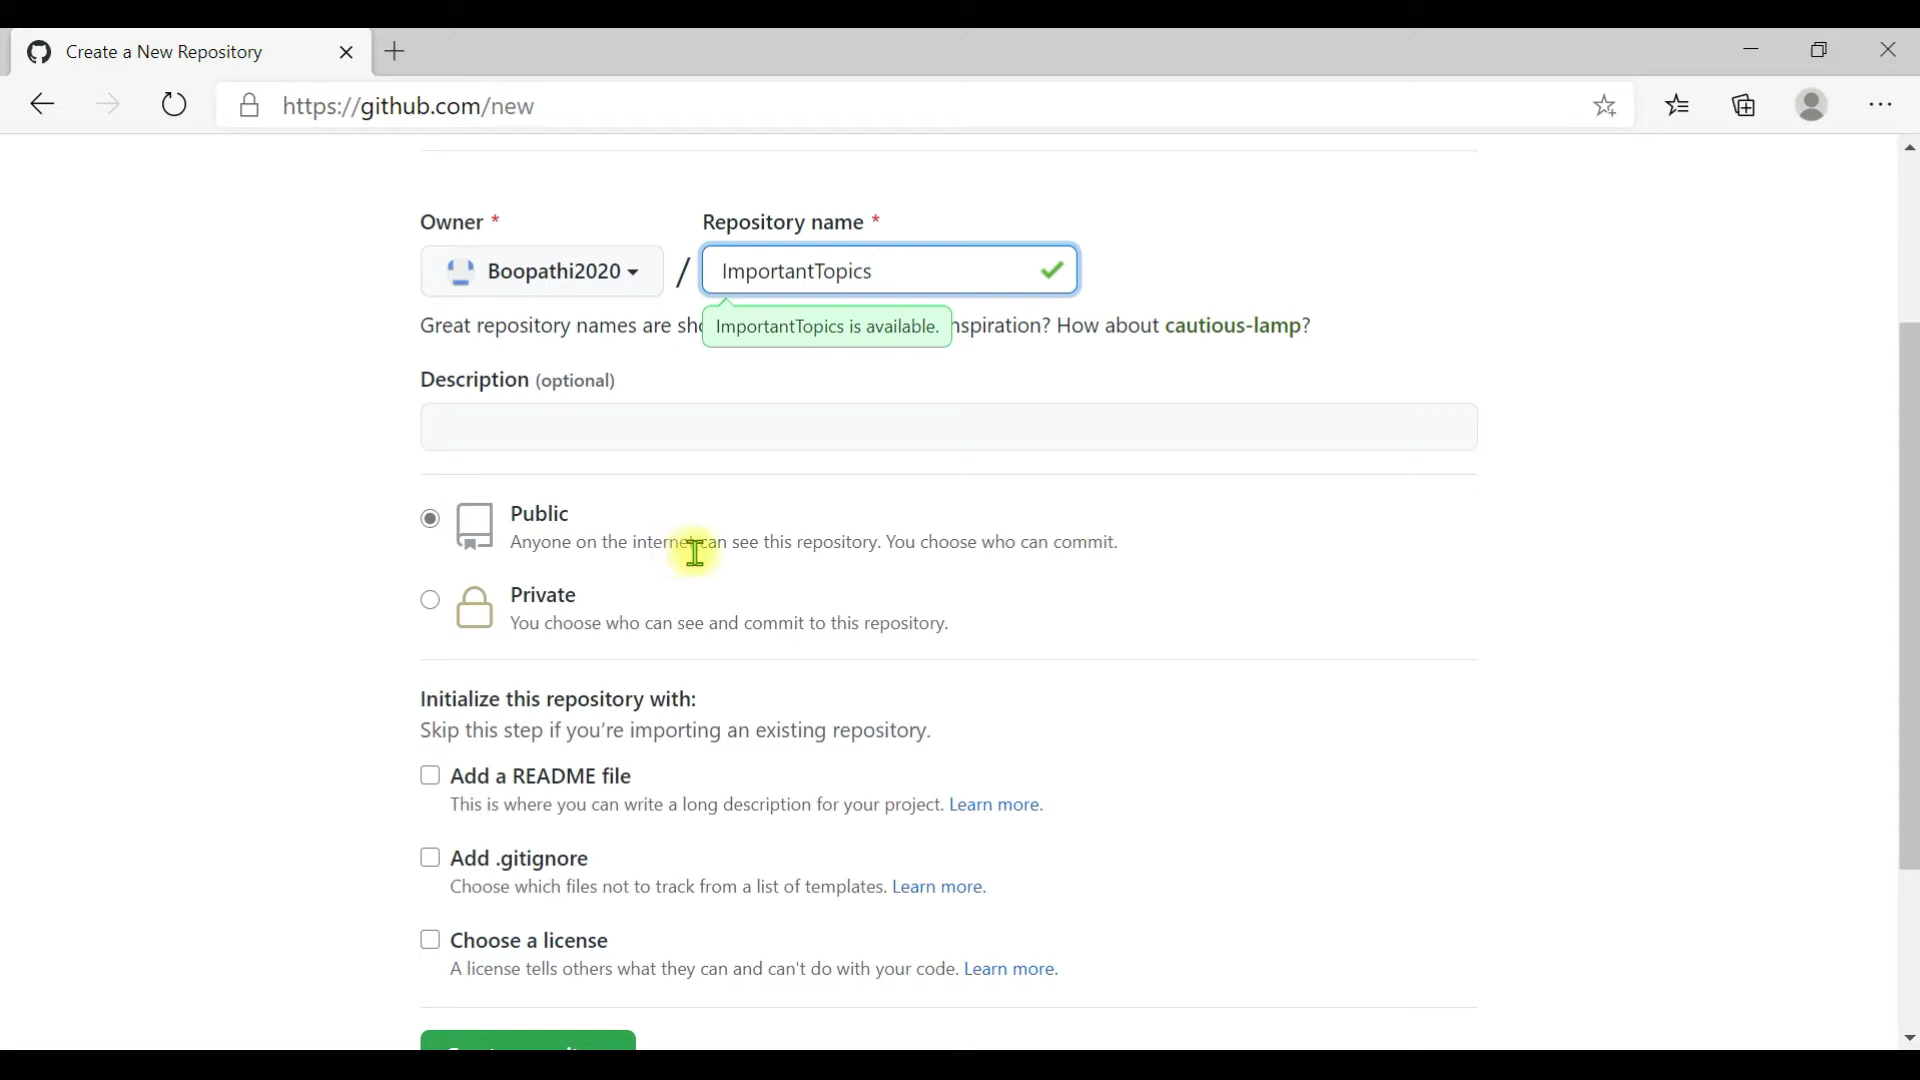 Create a New Repository
https://github.com/new
Owner *
Repository name *
Boopathi2020
/
ImportantTopics
Great repository names are sho
ImportantTopics is available.
nspiration? How about cautious-lamp?
Description (optional)
Public
Anyone on the internet can see this repository. You choose who can commit.
Private
You choose who can see and commit to this repository.
Initialize this repository with:
Skip this step if you're importing an existing repository.
Add a README file
This is where you can write a long description for your project. Learn more.
Add .gitignore
Choose which files not to track from a list of templates. Learn more.
Choose a license
A license tells others what they can and can't do with your code. Learn more.